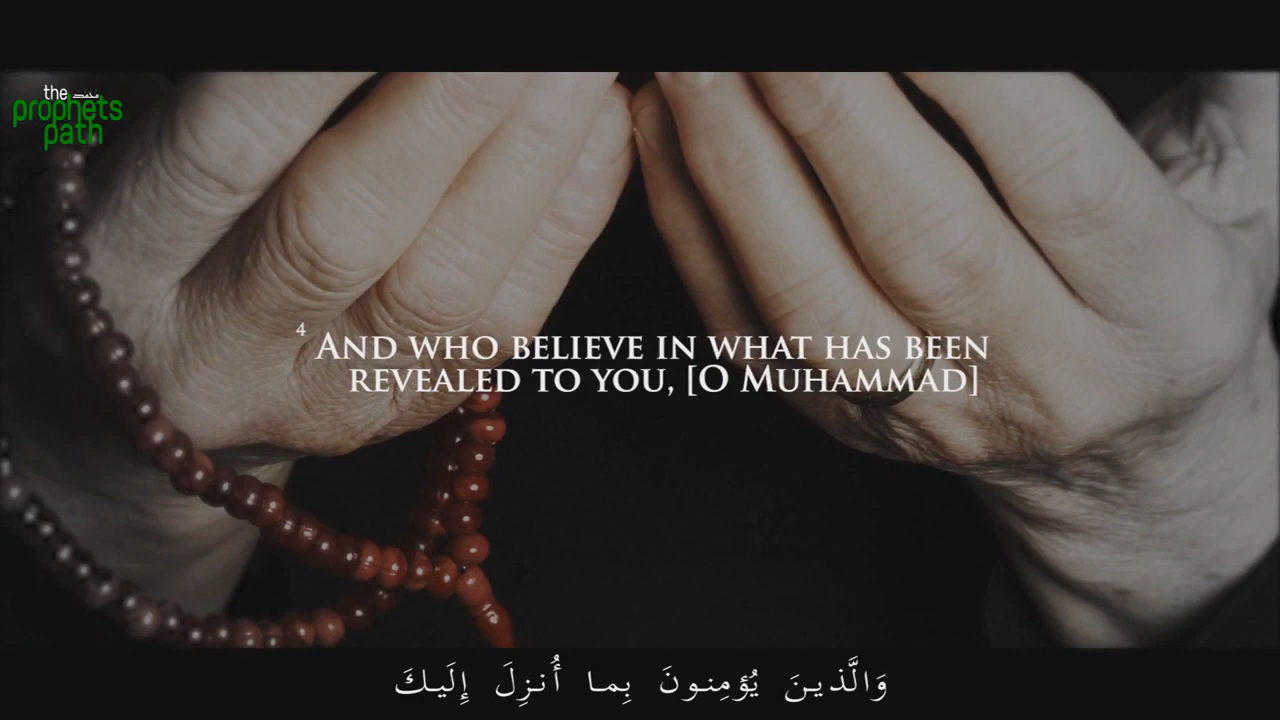 the محمد
prophets
path
4 AND WHO BELIEVE IN WHAT HAS BEEN
REVEALED TO YOU, [O MUHAMMAD]
وَالَّذينَ يُؤمِنونَ بِما أُنزِلَ إِلَيكَ